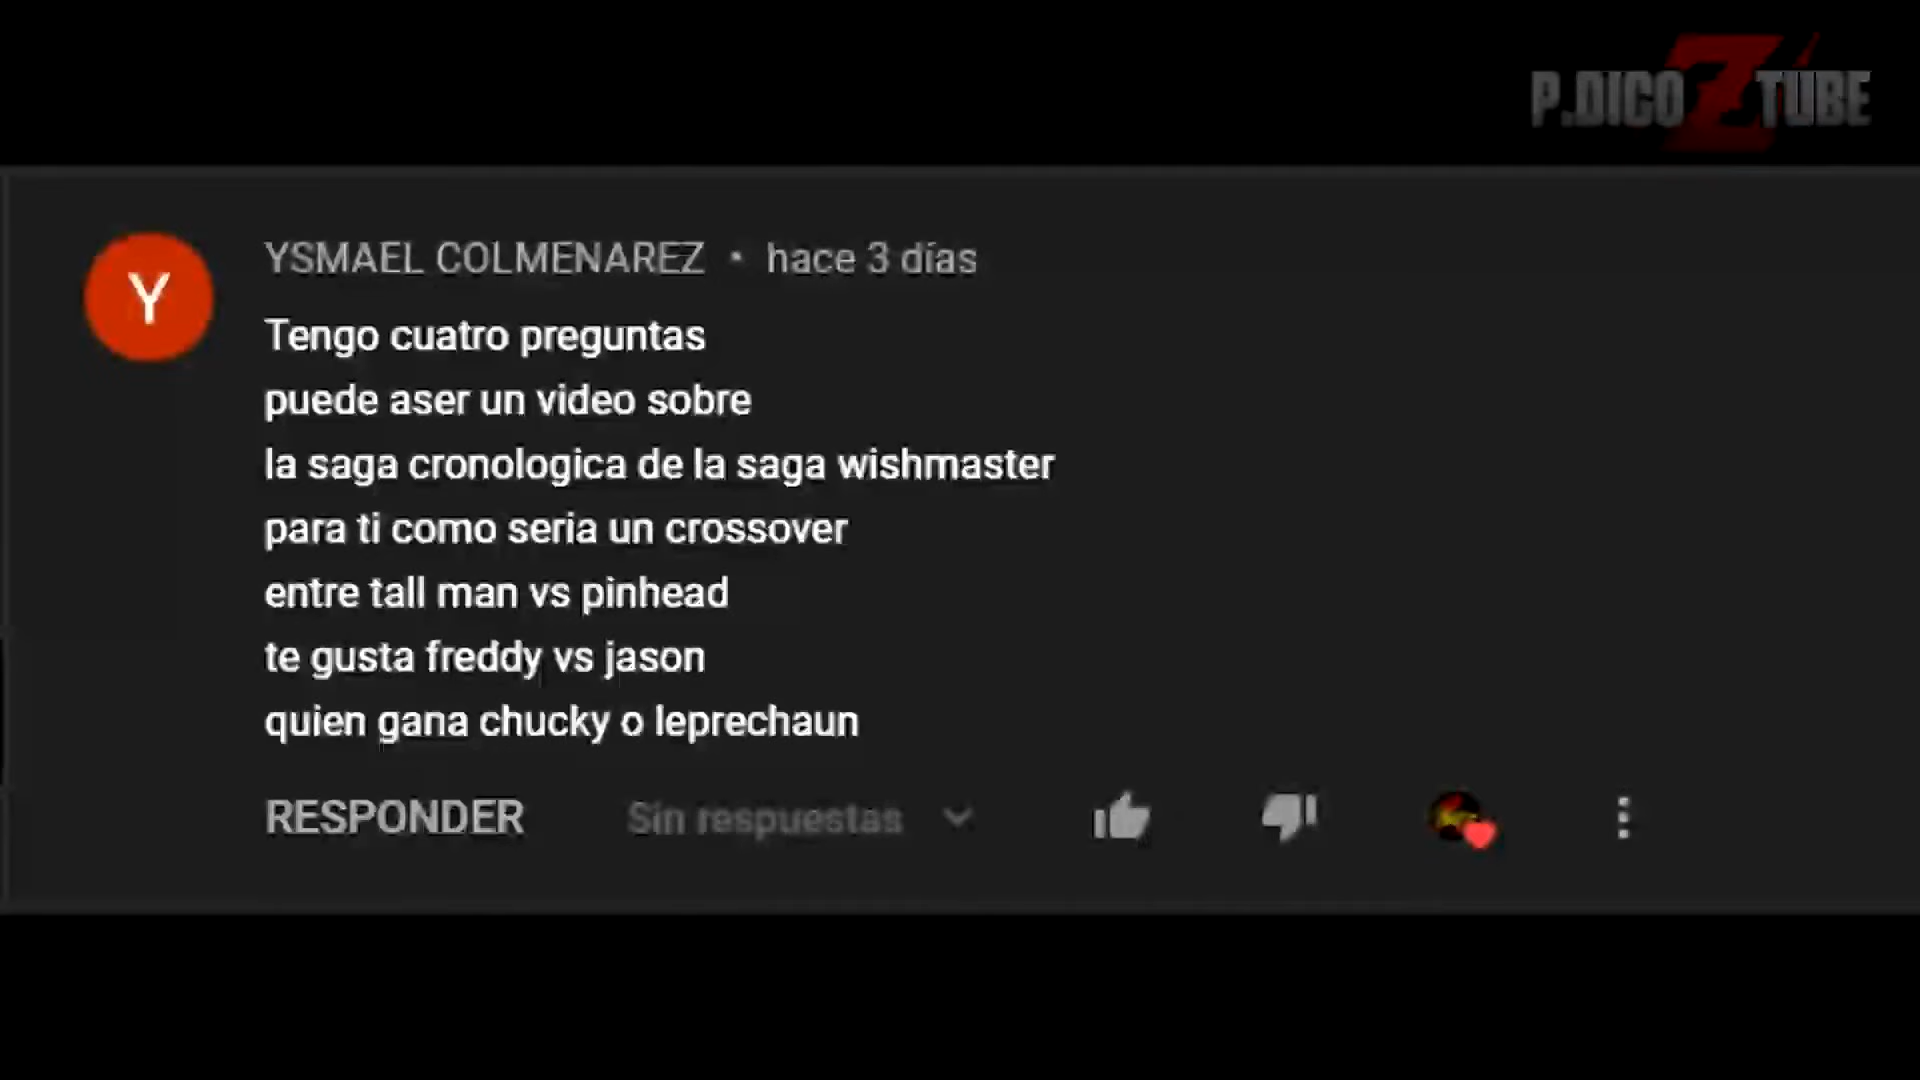 P.DICO Z TUBE
YSMAEL COLMENAREZ • hace 3 días
Y
Tengo cuatro preguntas
puede aser un video sobre
la saga cronologica de la saga wishmaster
para ti como seria un crossover
entre tall man vs pinhead
te gusta freddy vs jason
quien gana chucky o leprechaun
RESPONDER Sin respuestas